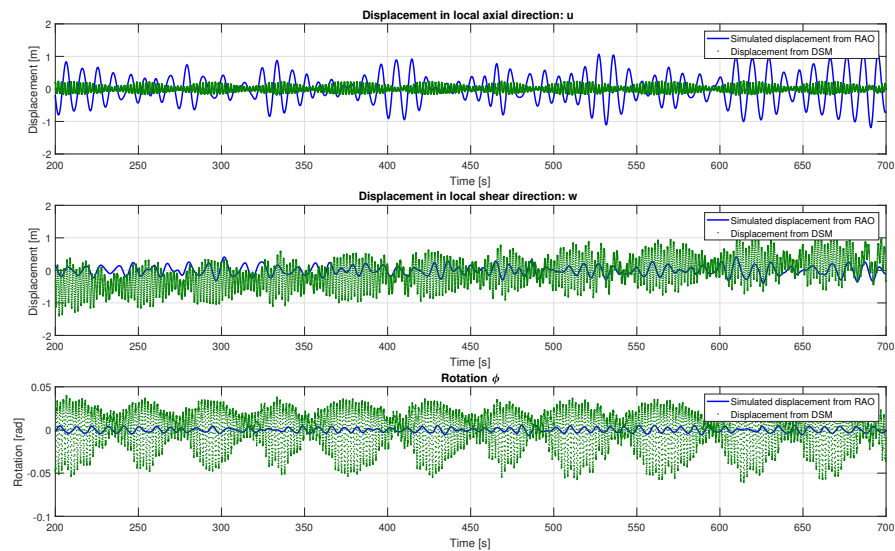 Displacement in local axial direction: u
Displacement [m]
2
1
0
-1
-2
Simulated displacement from RAO
Displacement from DSM
200 250 300 350 400 450 500 550 600 650 700
Time [s]
Displacement in local shear direction: w
Displacement [m]
2
1
0
-1
-2
Simulated displacement from RAO
Displacement from DSM
200 250 300 350 400 450 500 550 600 650 700
Time [s]
Rotation ϕ
Rotation [rad]
0.05
0
-0.05
-0.1
Simulated displacement from RAO
Displacement from DSM
200 250 300 350 400 450 500 550 600 650 700
Time [s]